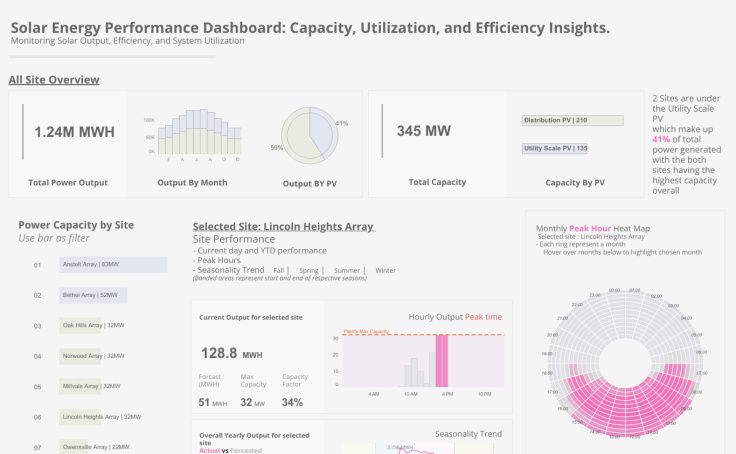 Solar Energy Performance Dashboard: Capacity, Utilization, and Efficiency Insights.
Monitoring Solar Output, Efficiency, and System Utilization
All Site Overview
1.24M MWH
Total Power Output
100K
50K
0K
F A J A O D
Output By Month
41%
59%
Output BY PV
345 MW
Total Capacity
Distribution PV | 210
Utility Scale PV | 135
Capacity By PV
2 Sites are under
the Utility Scale
PV
which make up
41% of total
power generated
with the both
sites having the
highest capacity
overall
Power Capacity by Site
Use bar as filter
01 Anstelt Array | 83MW
02 Bethel Array | 52MW
03 Oak Hills Array | 32MW
04 Norwood Array | 32MW
05 Millvale Array | 32MW
06 Lincoln Heights Array | 32MW
07 Owensville Array | 22MW
Selected Site: Lincoln Heights Array
Site Performance
- Current day and YTD performance
- Peak Hours
- Seasonality Trend Fall | Spring | Summer | Winter
(Banded areas represent start and end of respective seasons)
Current Output for selected site
128.8 MWH
Forcast
(MWH)
Max
Capacity
Capacity
Factor
51 MWH
32 MW
34%
Hourly Output Peak time
Plant's Max Capacity
30
20
10
0
4 AM 10 AM 4 PM 10 PM
Overall Yearly Output for selected
site
Actual vs Forcasted
Seasonality Trend
Monthly Peak Hour Heat Map
Selected site : Lincoln Heights Array
- Each ring represent a month
Hover over months below to highlight chosen month
00:00
01:00
02:00